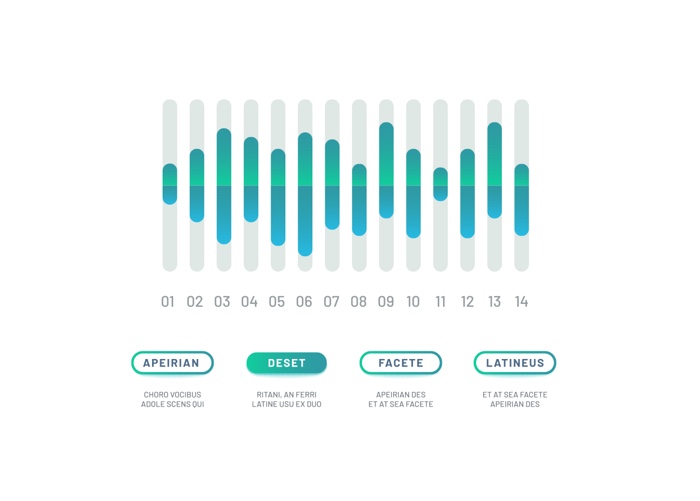 01 02 03 04 05 06 07 08 09 10 11 12 13 14
APEIRIAN DESET FACETE LATINEUS
CHORO VOCIBUS
ADOLE SCENS QUI
RITANI, AN FERRI
LATINE USU EX DUO
APEIRIAN DES
ET AT SEA FACETE
ET AT SEA FACETE
APEIRIAN DES